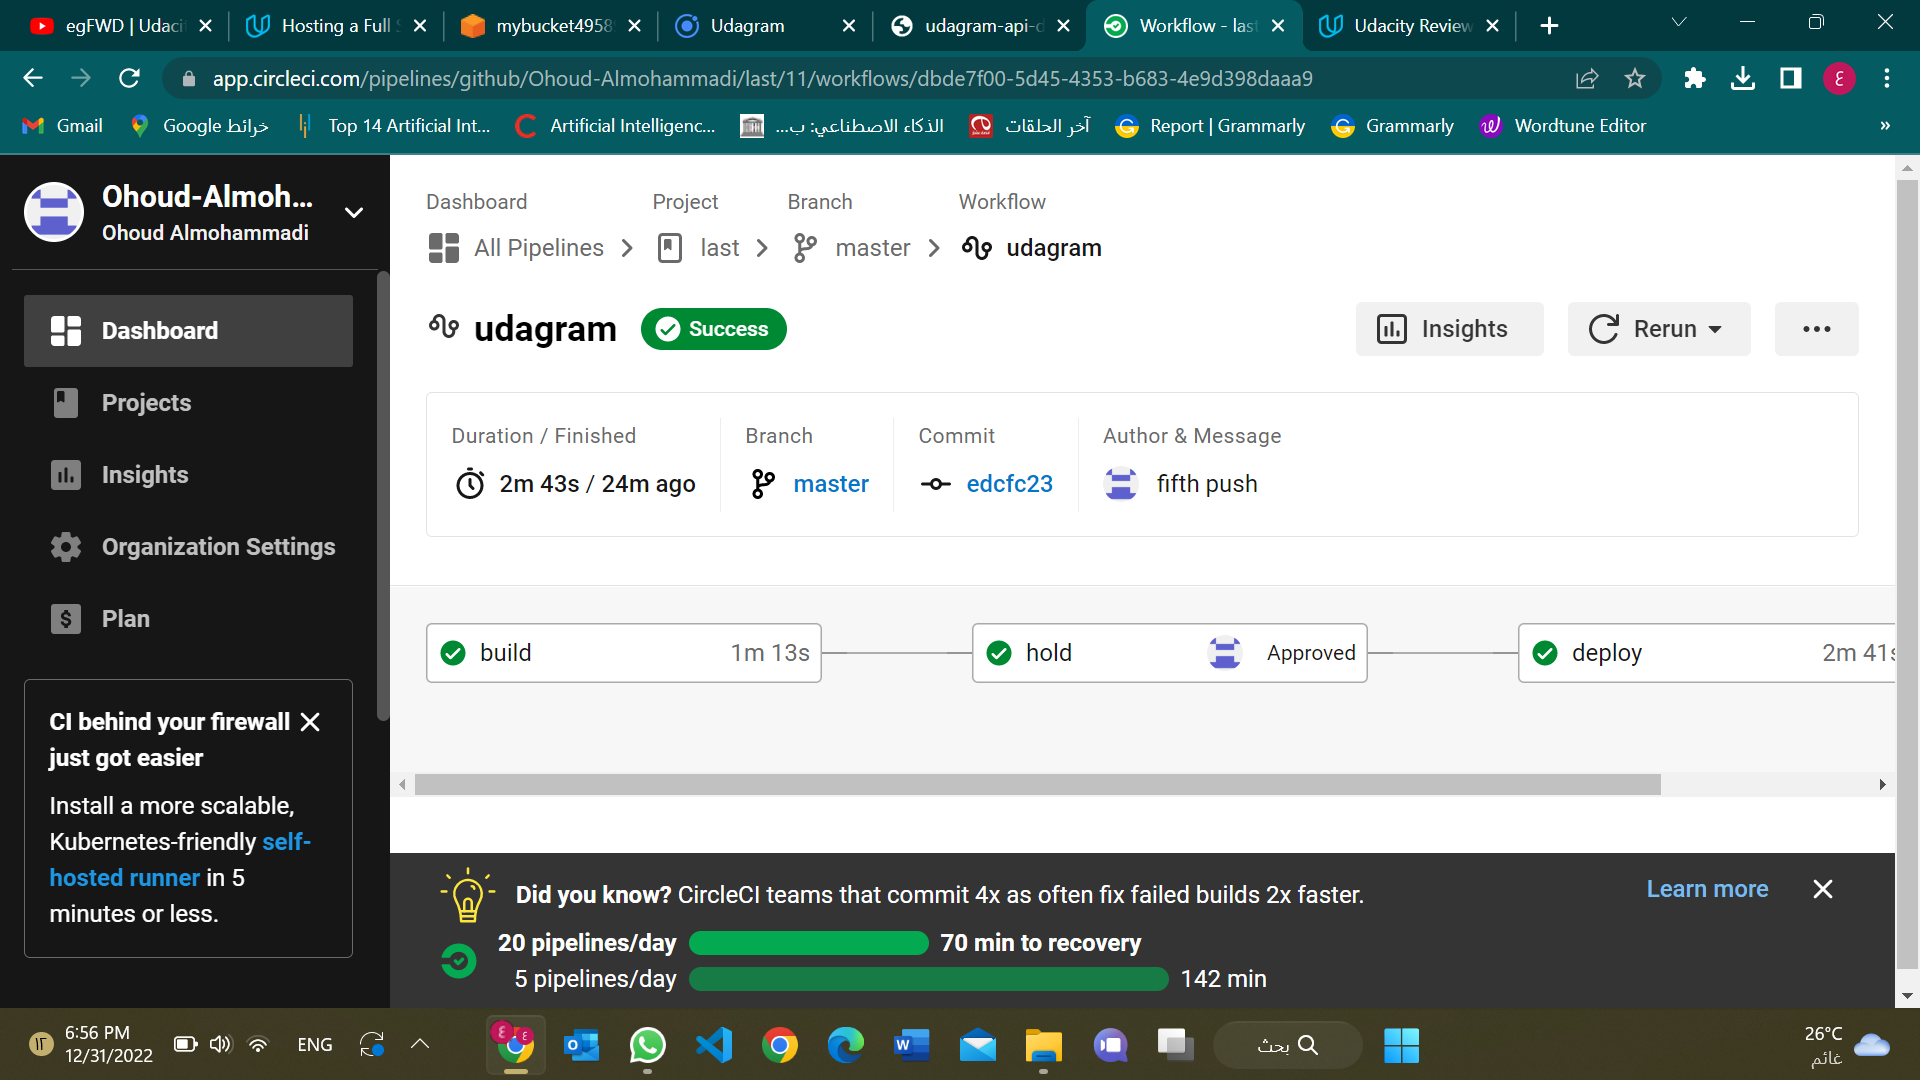 egFWD | Udaci
Hosting a Full S
mybucket4958
Udagram
udagram-api-d
Workflow - last
Udacity Review
app.circleci.com/pipelines/github/Ohoud-Almohammadi/last/11/workflows/dbde7f00-5d45-4353-b683-4e9d398daaa9
Gmail
خرائط Google
Top 14 Artificial Int...
Artificial Intelligenc...
الذكاء الاصطناعي: ب...
آخر الحلقات
Report | Grammarly
Grammarly
Wordtune Editor
»
Ohoud-Almoh...
Ohoud Almohammadi
Dashboard
Projects
Insights
Organization Settings
Plan
CI behind your firewall
just got easier
Install a more scalable,
Kubernetes-friendly self-
hosted runner in 5
minutes or less.
Dashboard
Project
Branch
Workflow
All Pipelines
last
master
udagram
udagram
Success
Insights
Rerun
Duration / Finished
Branch
Commit
Author & Message
2m 43s / 24m ago
master
edcfc23
fifth push
build
1m 13s
hold
Approved
deploy
2m 41s
Did you know? CircleCI teams that commit 4x as often fix failed builds 2x faster.
Learn more
20 pipelines/day
70 min to recovery
5 pipelines/day
142 min
6:56 PM
12/31/2022
ENG
بحث
26°C
غائم